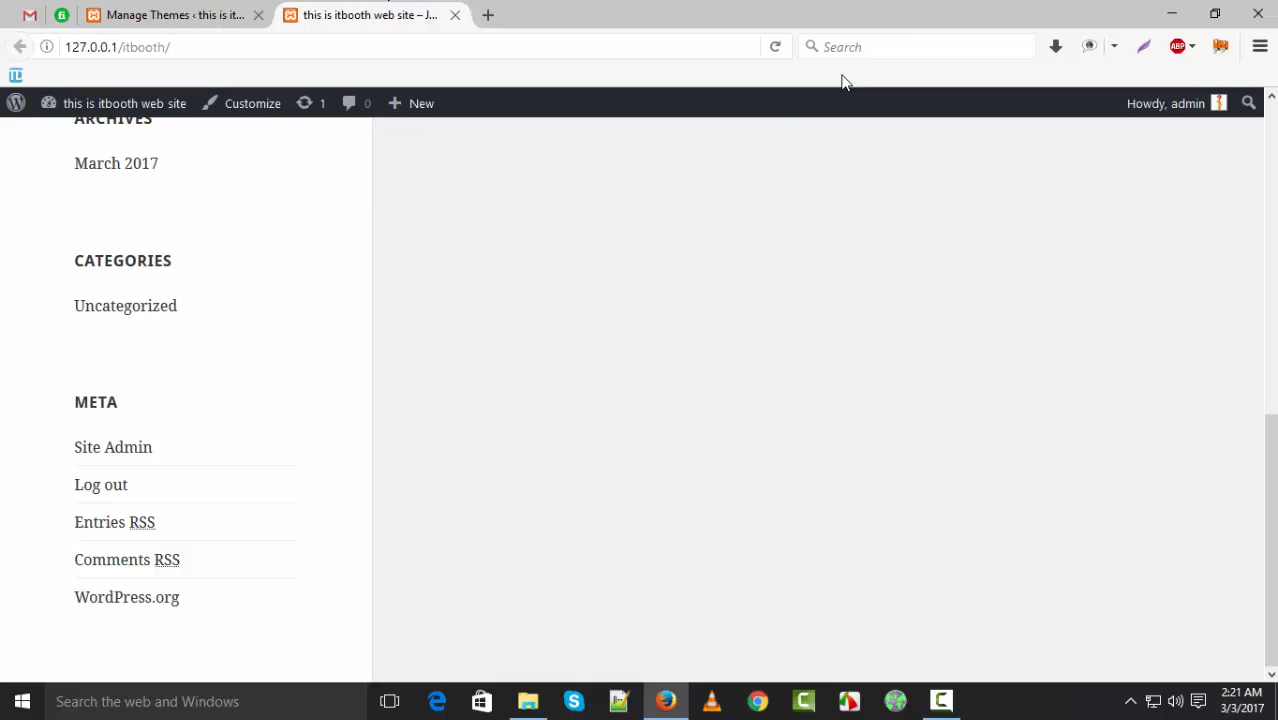 Manage Themes ‹ this is it...
this is itbooth web site – J...
127.0.0.1/itbooth/
Search
ABP
this is itbooth web site
Customize
1
0
New
Howdy, admin
ARCHIVES
March 2017
CATEGORIES
Uncategorized
META
Site Admin
Log out
Entries RSS
Comments RSS
WordPress.org
Search the web and Windows
2:21 AM
3/3/2017